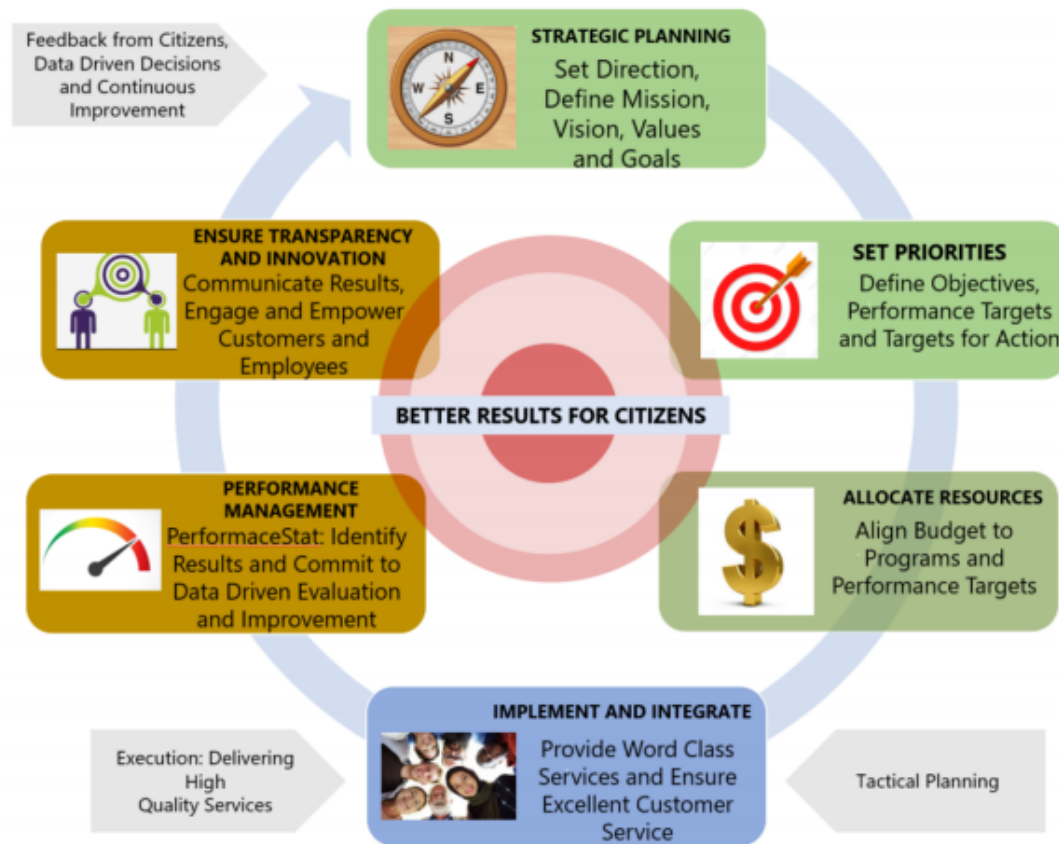 Feedback from Citizens,
Data Driven Decisions
and Continuous
Improvement
STRATEGIC PLANNING
Set Direction,
Define Mission,
Vision, Values
and Goals
N
W
E
S
ENSURE TRANSPARENCY
AND INNOVATION
Communicate Results,
Engage and Empower
Customers and
Employees
SET PRIORITIES
Define Objectives,
Performance Targets
and Targets for Action
BETTER RESULTS FOR CITIZENS
PERFORMANCE
MANAGEMENT
PerformaceStat: Identify
Results and Commit to
Data Driven Evaluation
and Improvement
ALLOCATE RESOURCES
Align Budget to
Programs and
Performance Targets
$
IMPLEMENT AND INTEGRATE
Provide Word Class
Services and Ensure
Excellent Customer
Service
Execution: Delivering
High
Quality Services
Tactical Planning